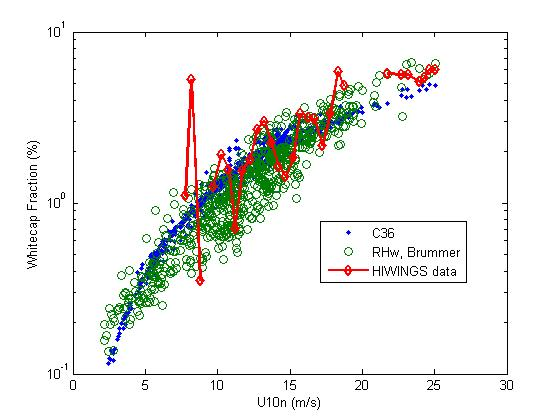 10^1
10^0
10^-1
Whitecap Fraction (%)
C36
RHw, Brummer
HIWINGS data
0 5 10 15 20 25 30
U10n (m/s)